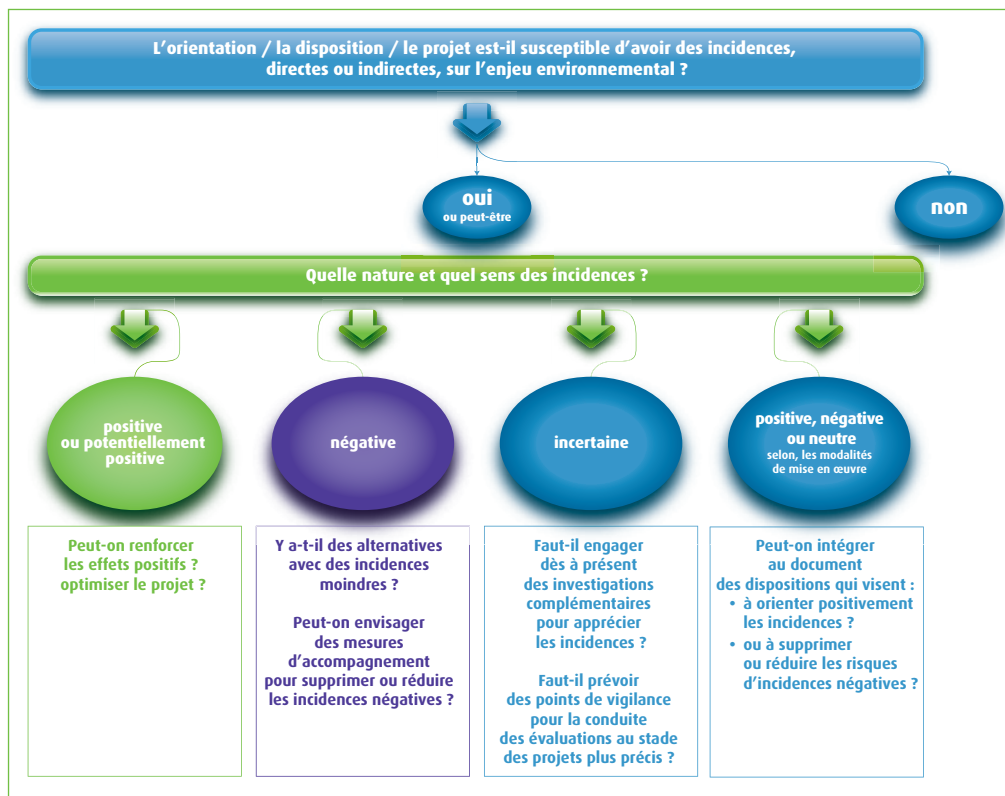 L’orientation / la disposition / le projet est-il susceptible d’avoir des incidences,
directes ou indirectes, sur l’enjeu environnemental ?
oui
ou peut-être
non
Quelle nature et quel sens des incidences ?
positive
ou potentiellement
positive
négative
incertaine
positive, négative
ou neutre
selon, les modalités
de mise en œuvre
Peut-on renforcer
les effets positifs ?
optimiser le projet ?
Y a-t-il des alternatives
avec des incidences
moindres ?
Peut-on envisager
des mesures
d’accompagnement
pour supprimer ou réduire
les incidences négatives ?
Faut-il engager
dès à présent
des investigations
complémentaires
pour apprécier
les incidences ?
Faut-il prévoir
des points de vigilance
pour la conduite
des évaluations au stade
des projets plus précis ?
Peut-on intégrer
au document
des dispositions qui visent :
• à orienter positivement
les incidences ?
• ou à supprimer
ou réduire les risques
d’incidences négatives ?